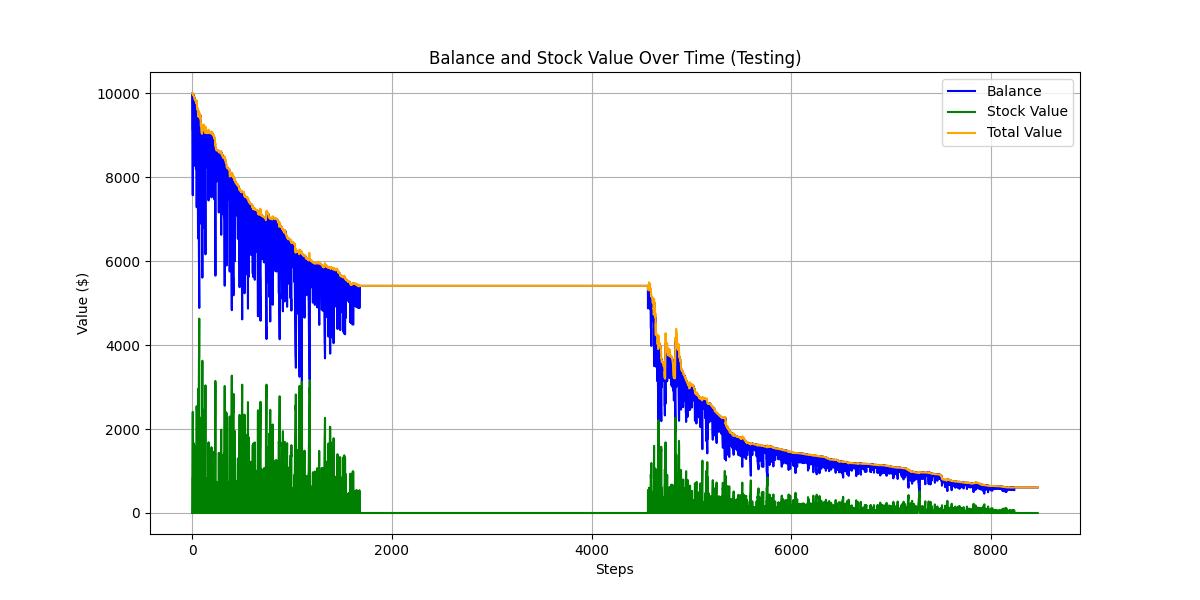 Balance and Stock Value Over Time (Testing)
Balance
Stock Value
Total Value
Value ($)
10000
8000
6000
4000
2000
0
0 2000 4000 6000 8000
Steps